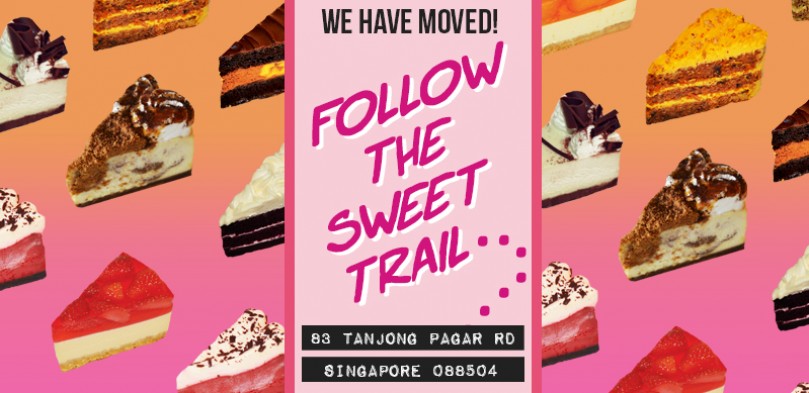 WE HAVE MOVED!
FOLLOW
THE
SWEET
TRAIL
83 TANJONG PAGAR RD
SINGAPORE 088504